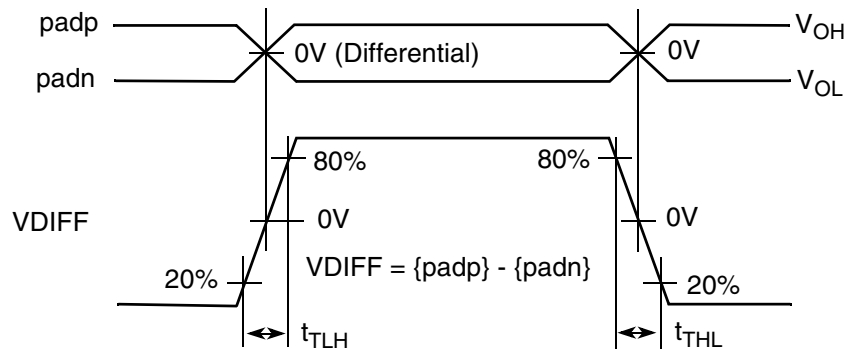 padp
V_OH
0V (Differential)
0V
padn
V_OL
80%
80%
VDIFF
0V
0V
VDIFF = {padp} - {padn}
20%
20%
t_TLH
t_THL